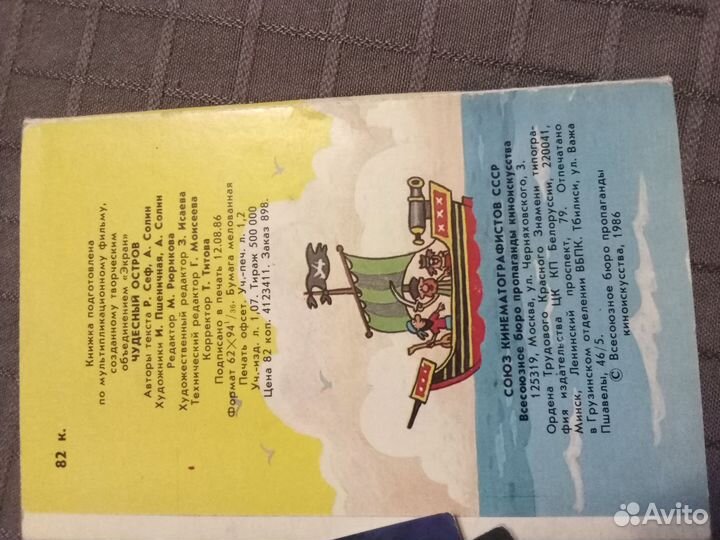 82 к.
Книжка подготовлена
по мультипликационному фильму,
созданному творческим
объединением «Экран»
ЧУДЕСНЫЙ ОСТРОВ
Авторы текста Р. Сеф, А. Солин
Художники И. Пшеничная, А. Солин
Редактор М. Рюрикова
Художественный редактор З. Исаева
Технический редактор Г. Моисеева
Корректор Т. Титова
Подписано в печать 12.08.86
Формат 62×94 1/36. Бумага мелованная
Печать офсет. Уч.-печ. л. 1,2
Уч.-изд. л. 1,07. Тираж 500 000
Цена 82 коп. 4123411. Заказ 898.
СОЮЗ КИНЕМАТОГРАФИСТОВ СССР
Всесоюзное бюро пропаганды киноискусства
125319, Москва, ул. Черняховского, 3.
Ордена Трудового Красного Знамени типогра-
фия издательства ЦК КП Белоруссии, 220041,
Минск, Ленинский проспект, 79. Отпечатано
в Грузинском отделении ВБПК. Тбилиси, ул. Важа
Пшавелы, 46/5.
© Всесоюзное бюро пропаганды
киноискусства, 1986
Avito